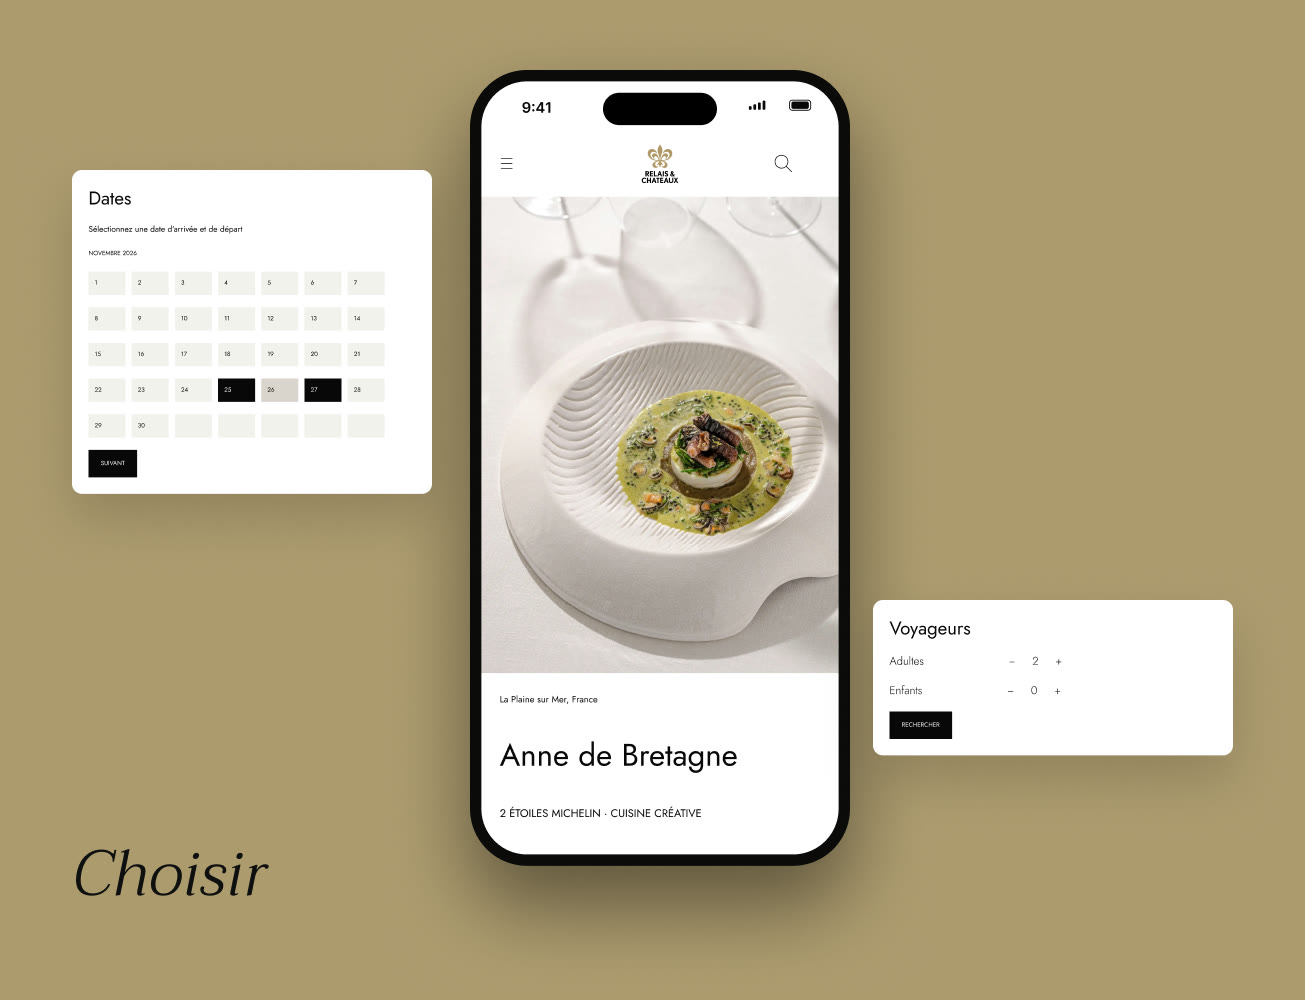 9:41
RELAIS &
CHATEAUX
Dates
Sélectionnez une date d'arrivée et de départ
NOVEMBRE 2026
1 2 3 4 5 6 7
8 9 10 11 12 13 14
15 16 17 18 19 20 21
22 23 24 25 26 27 28
29 30
SUIVANT
La Plaine sur Mer, France
Anne de Bretagne
2 ÉTOILES MICHELIN · CUISINE CRÉATIVE
Voyageurs
Adultes − 2 +
Enfants − 0 +
RECHERCHER
Choisir